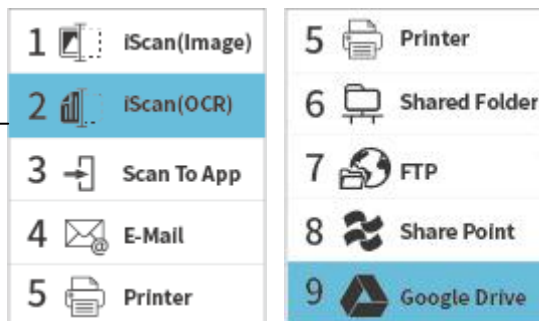 1 iScan(Image)
2 iScan(OCR)
3 Scan To App
4 E-Mail
5 Printer
5 Printer
6 Shared Folder
7 FTP
8 Share Point
9 Google Drive